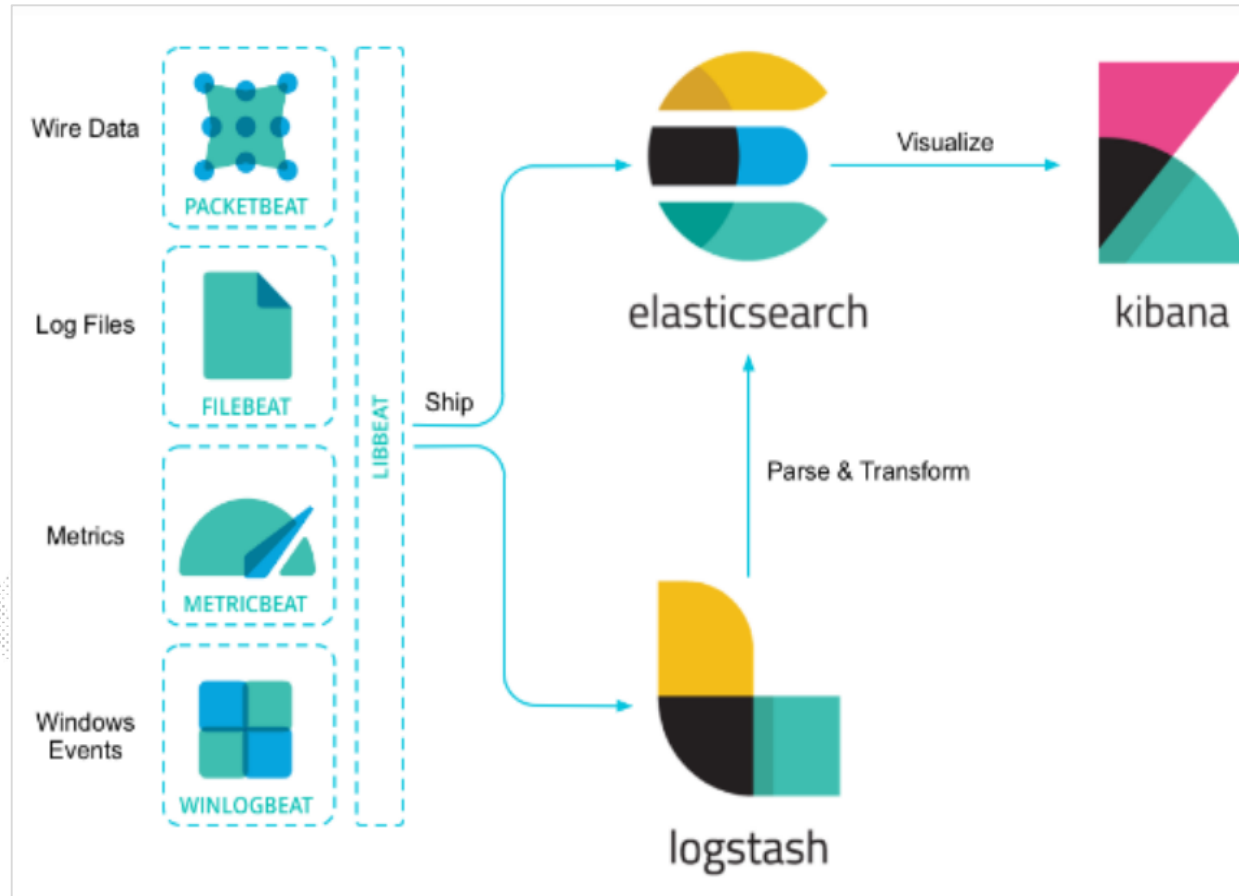 Wire Data
PACKETBEAT
Log Files
FILEBEAT
Metrics
METRICBEAT
Windows
Events
WINLOGBEAT
LIBBEAT
Ship
elasticsearch
Visualize
kibana
Parse & Transform
logstash